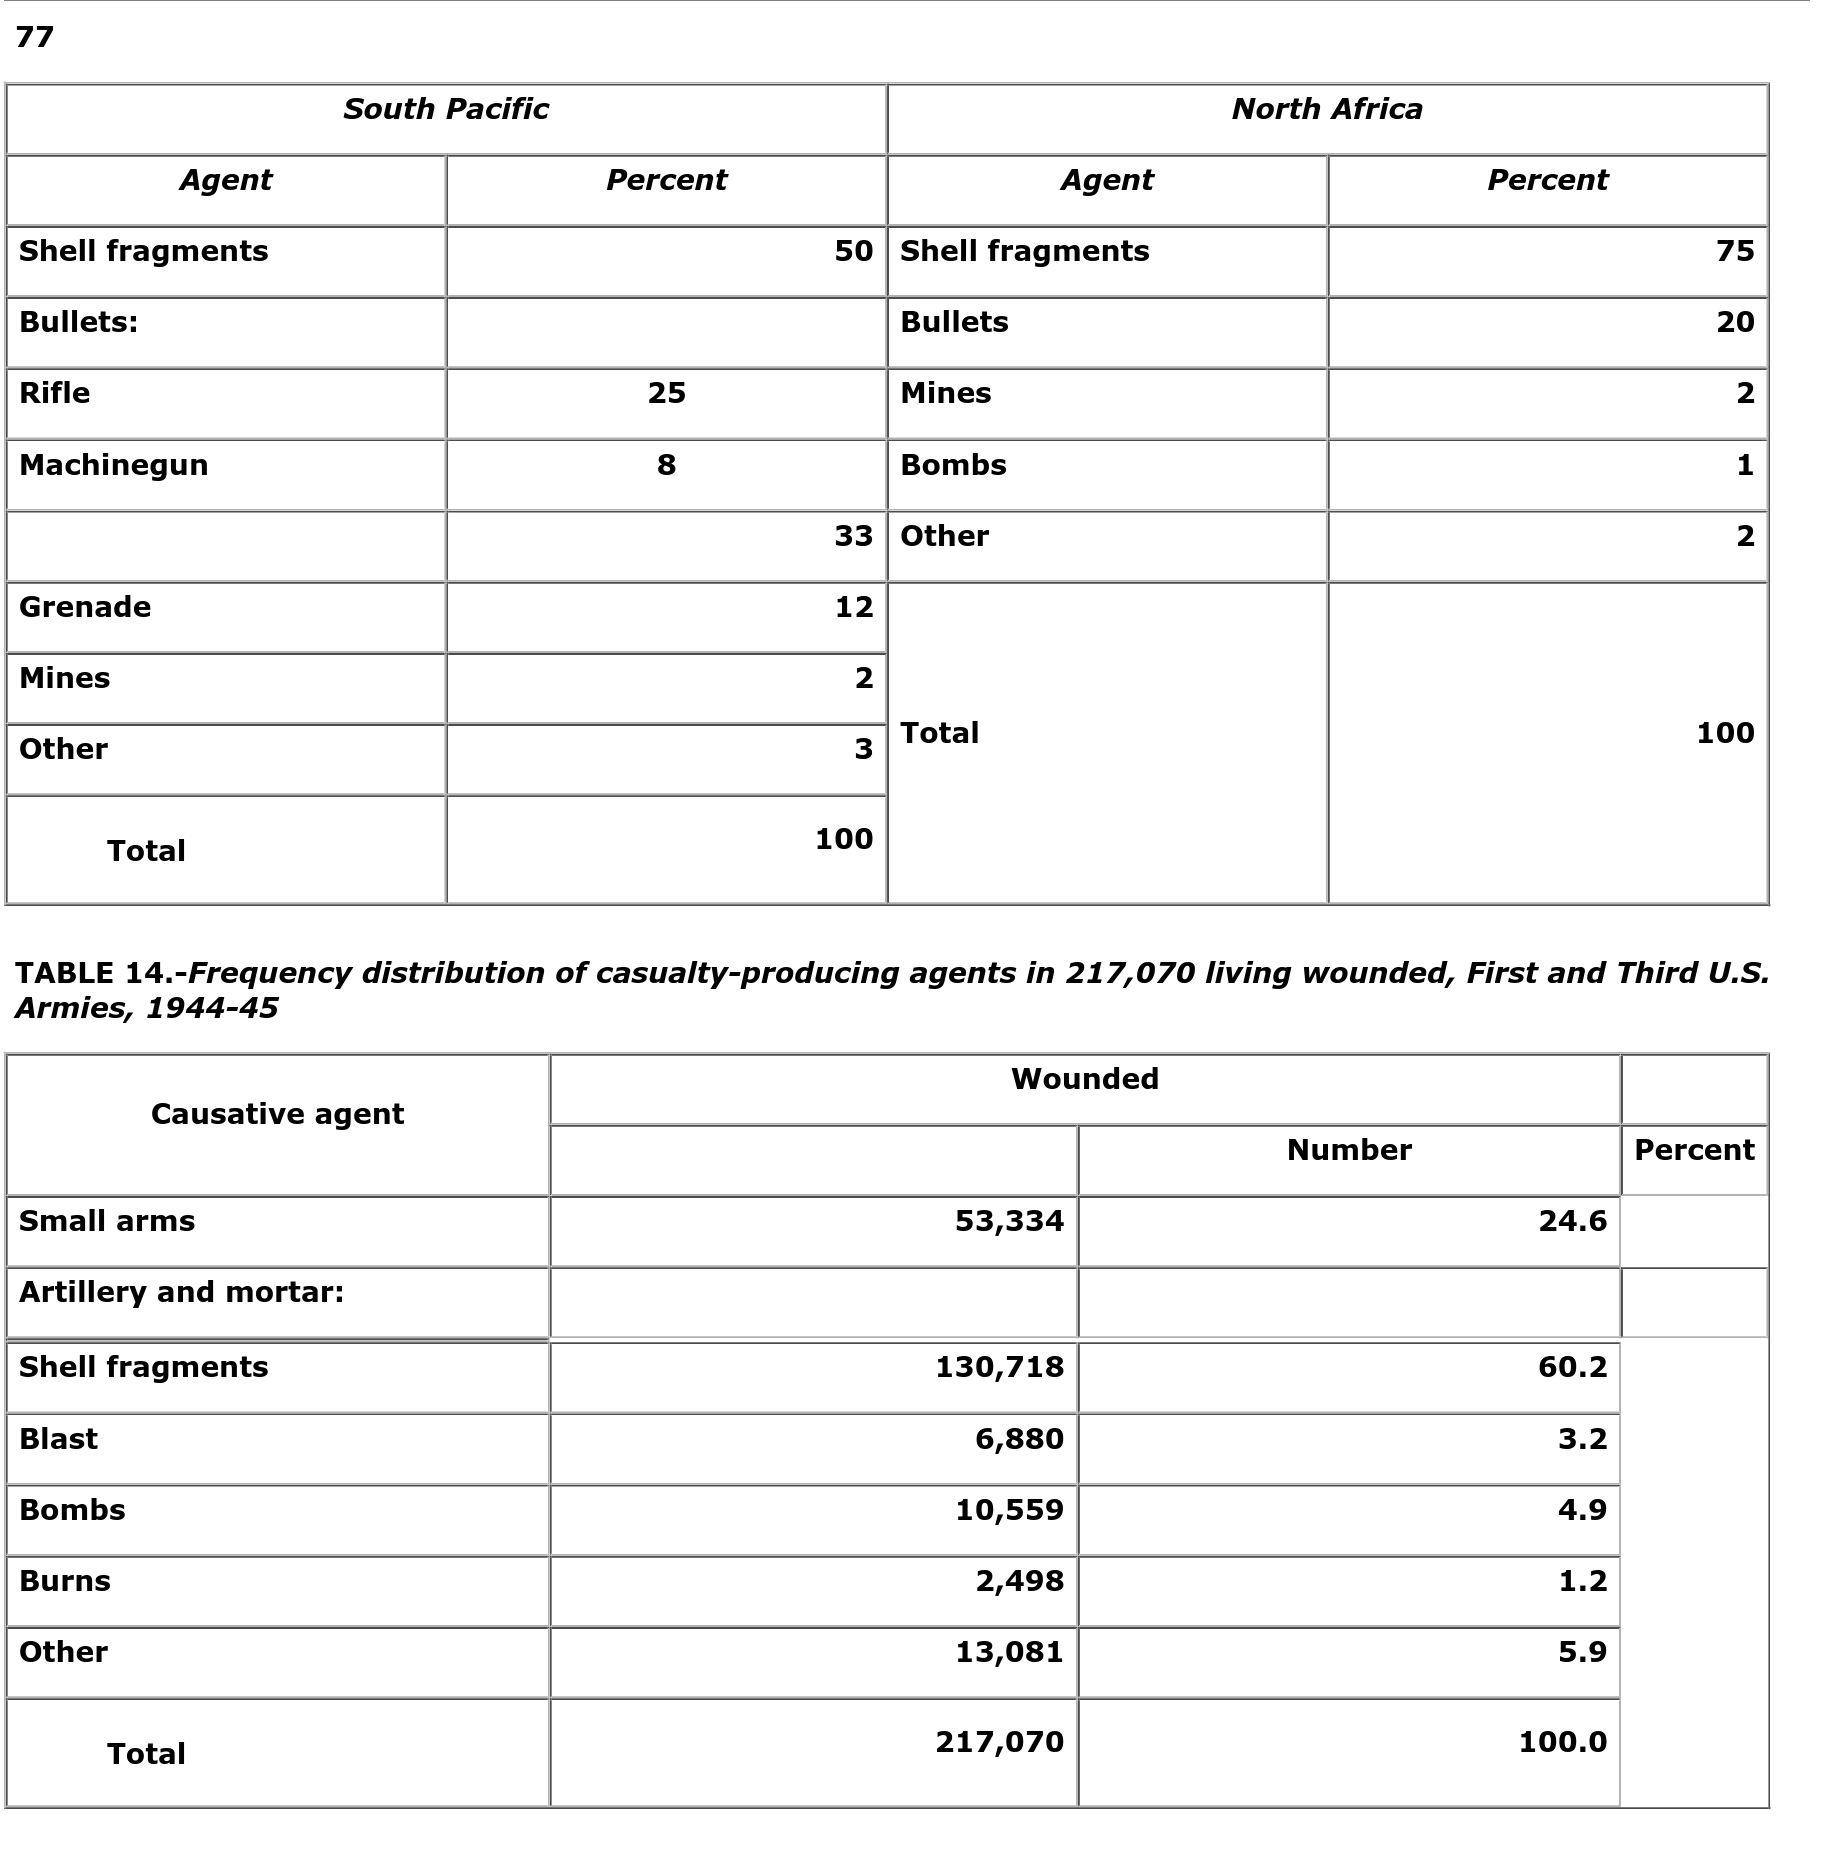 77
South Pacific North Africa
Agent Percent Agent Percent
Shell fragments 50 Shell fragments 75
Bullets: Bullets 20
Rifle 25 Mines 2
Machinegun 8 Bombs 1
33 Other 2
Grenade 12
Mines 2
Total 100
Other 3
Total 100
TABLE 14.-Frequency distribution of casualty-producing agents in 217,070 living wounded, First and Third U.S.
Armies, 1944-45
Causative agent Wounded
Number Percent
Small arms 53,334 24.6
Artillery and mortar:
Shell fragments 130,718 60.2
Blast 6,880 3.2
Bombs 10,559 4.9
Burns 2,498 1.2
Other 13,081 5.9
Total 217,070 100.0